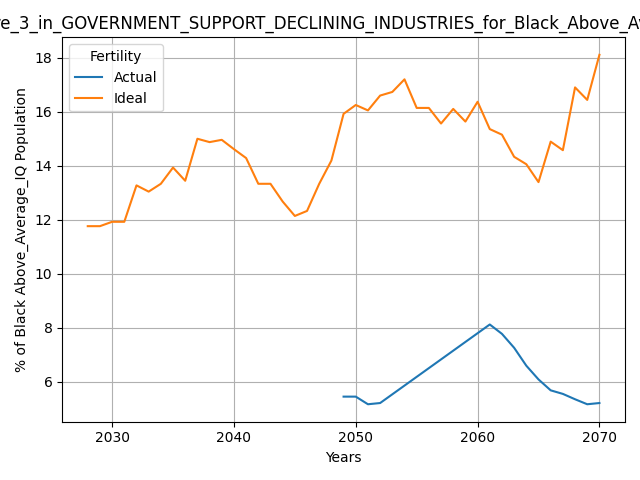 e_3_in_GOVERNMENT_SUPPORT_DECLINING_INDUSTRIES_for_Black_Above_Av
Fertility
Actual
Ideal
% of Black Above_Average_IQ Population
18
16
14
12
10
8
6
2030 2040 2050 2060 2070
Years